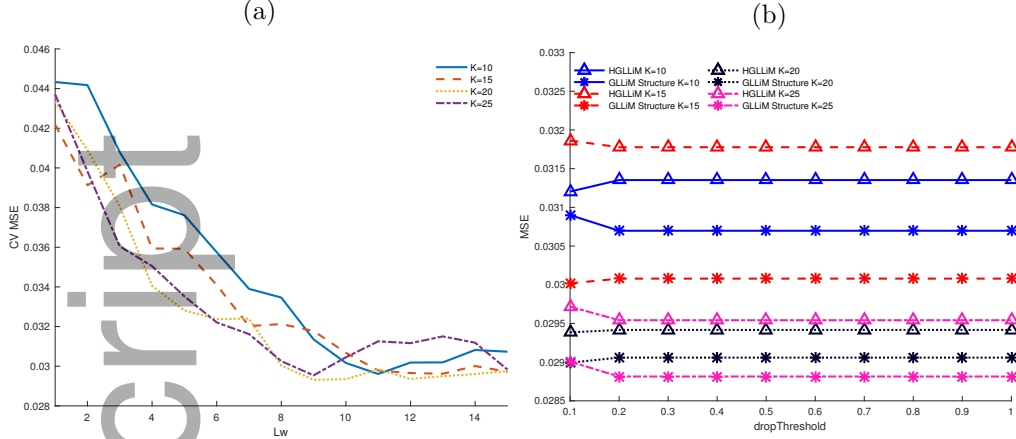 (a)
(b)
0.046
0.044
0.042
0.04
0.038
0.036
0.034
0.032
0.03
0.028
CV MSE
2
4
6
8
10
12
14
Lw
K=10
K=15
K=20
K=25
cript
0.033
0.0325
0.032
0.0315
0.031
0.0305
0.03
0.0295
0.029
0.0285
MSE
0.1
0.2
0.3
0.4
0.5
0.6
0.7
0.8
0.9
1
dropThreshold
HGLLiM K=10
GLLiM Structure K=10
HGLLiM K=15
GLLiM Structure K=15
HGLLiM K=20
GLLiM Structure K=20
HGLLiM K=25
GLLiM Structure K=25